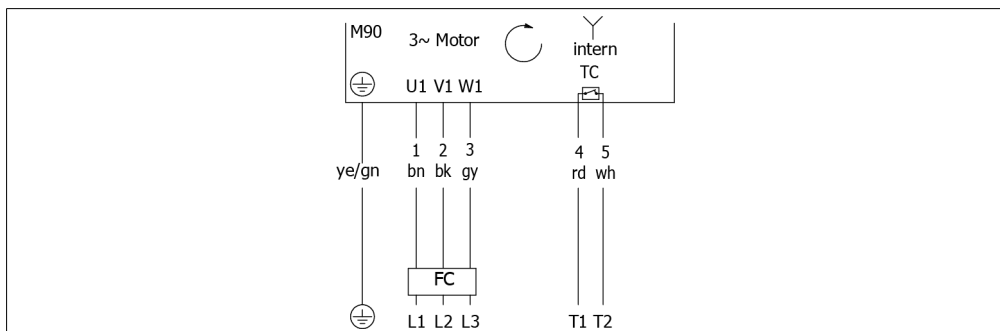 M90
3~ Motor
intern
TC
U1 V1 W1
1 2 3 4 5
ye/gn bn bk gy rd wh
FC
L1 L2 L3 T1 T2